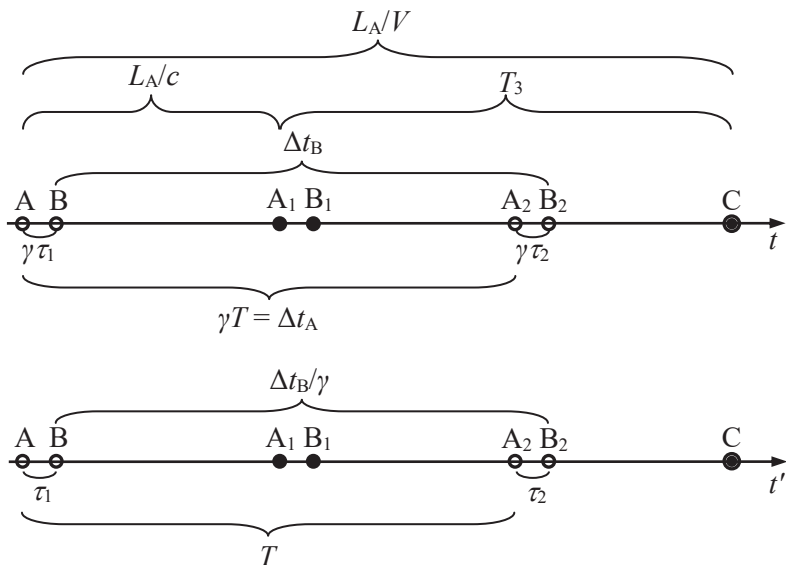 L_A/V
L_A/c T_3
Δt_B
A B A_1 B_1 A_2 B_2 C
γτ_1 γτ_2 t
γT = Δt_A
Δt_B/γ
A B A_1 B_1 A_2 B_2 C
τ_1 τ_2 t'
T